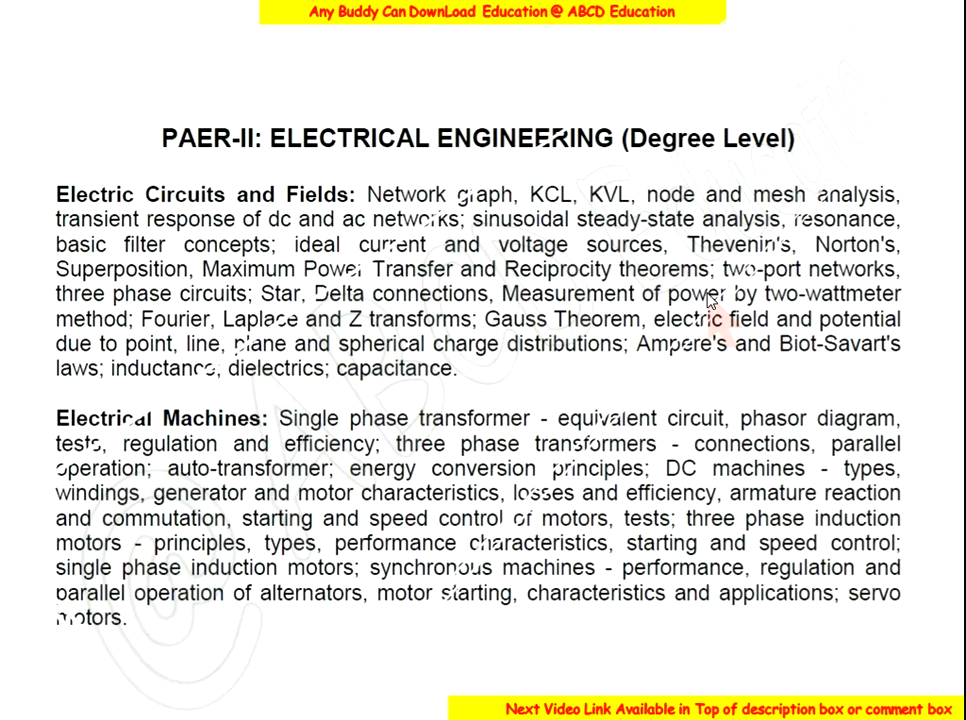 Any Buddy Can DownLoad Education @ ABCD Education
PAER-II: ELECTRICAL ENGINEERING (Degree Level)
Electric Circuits and Fields: Network graph, KCL, KVL, node and mesh analysis,
transient response of dc and ac networks; sinusoidal steady-state analysis, resonance,
basic filter concepts; ideal current and voltage sources, Thevenin's, Norton's,
Superposition, Maximum Power Transfer and Reciprocity theorems; two-port networks,
three phase circuits; Star, Delta connections, Measurement of power by two-wattmeter
method; Fourier, Laplace and Z transforms; Gauss Theorem, electric field and potential
due to point, line, plane and spherical charge distributions; Ampere's and Biot-Savart's
laws; inductance, dielectrics; capacitance.
Electrical Machines: Single phase transformer - equivalent circuit, phasor diagram,
tests, regulation and efficiency; three phase transformers - connections, parallel
operation; auto-transformer; energy conversion principles; DC machines - types,
windings, generator and motor characteristics, losses and efficiency, armature reaction
and commutation, starting and speed control of motors, tests; three phase induction
motors - principles, types, performance characteristics, starting and speed control;
single phase induction motors; synchronous machines - performance, regulation and
parallel operation of alternators, motor starting, characteristics and applications; servo
motors.
Next Video Link Available in Top of description box or comment box